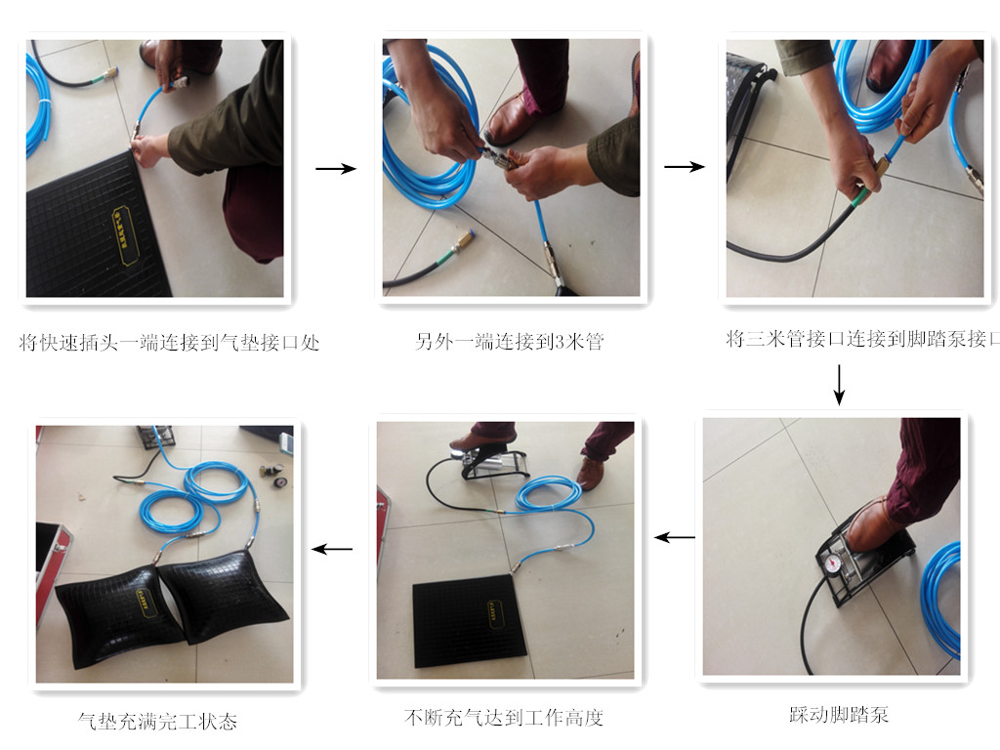 将快速插头一端连接到气垫接口处
另外一端连接到3米管
将三米管接口连接到脚踏泵接口
踩动脚踏泵
不断充气达到工作高度
气垫充满完工状态